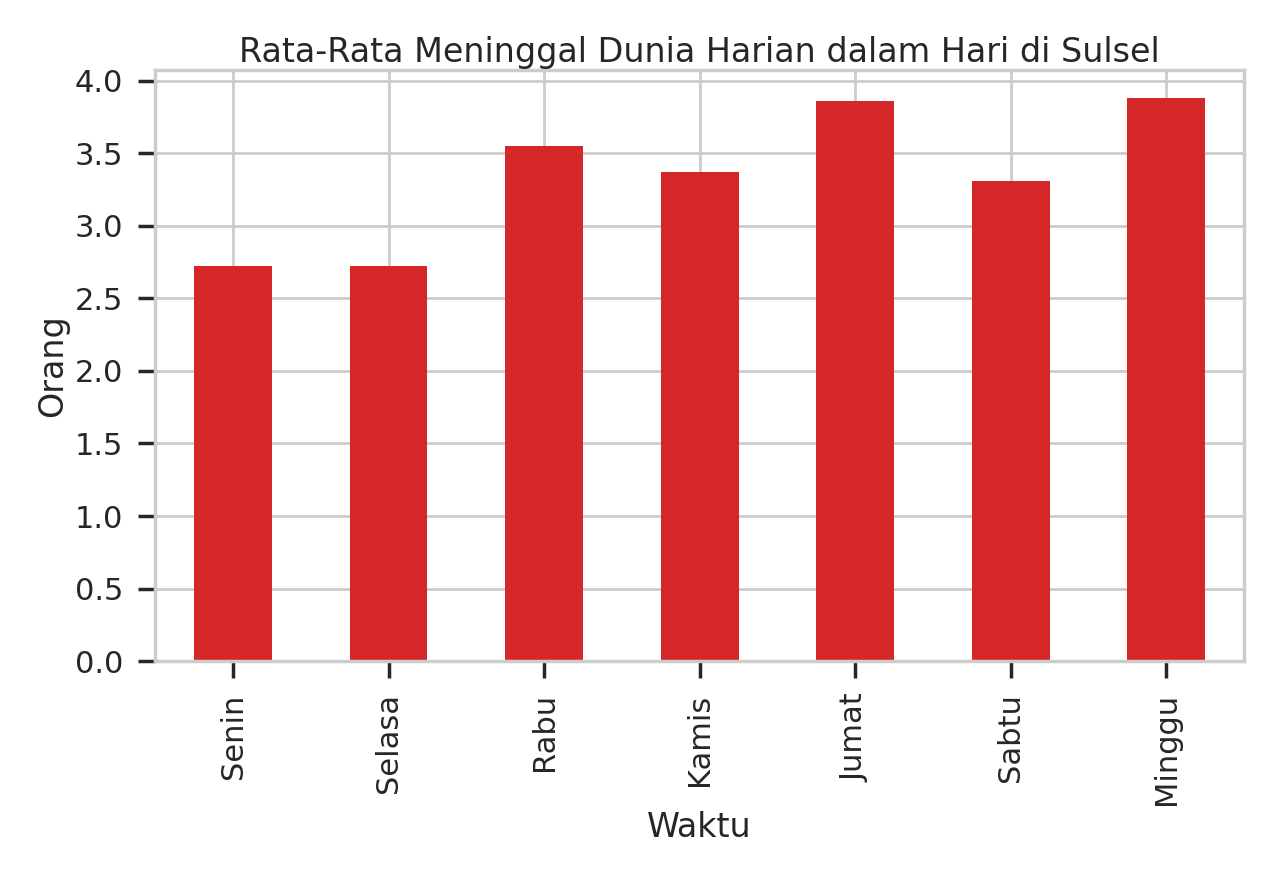 Rata-Rata Meninggal Dunia Harian dalam Hari di Sulsel
4.0
3.5
3.0
2.5
2.0
1.5
1.0
0.5
0.0
Orang
Senin
Selasa
Rabu
Kamis
Jumat
Sabtu
Minggu
Waktu